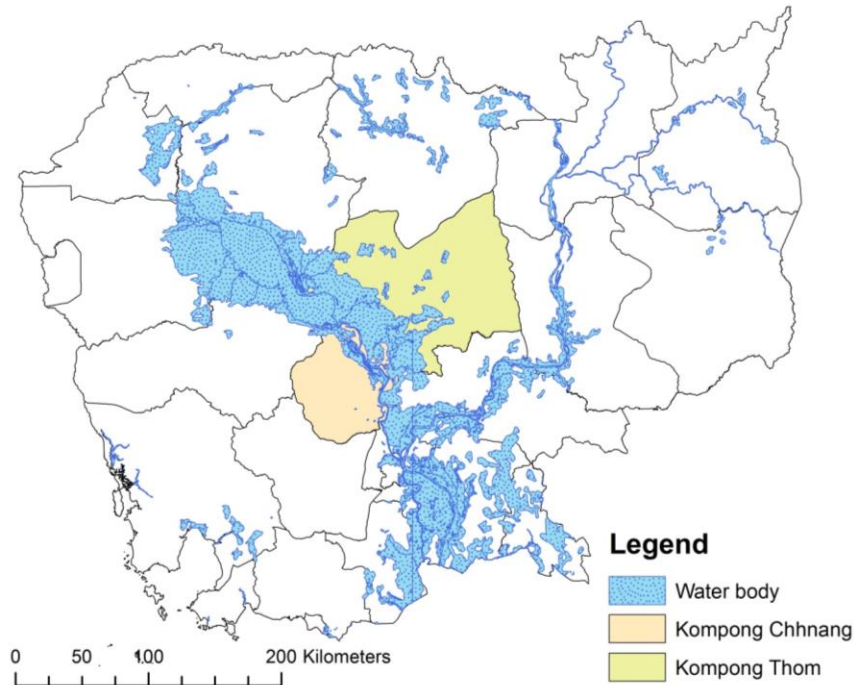 Legend
Water body
Kompong Chhnang
Kompong Thom
0 50 100 200 Kilometers